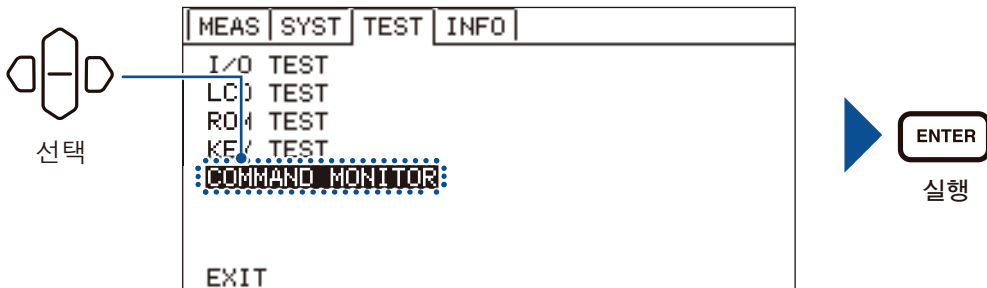 MEAS SYST TEST INFO
I/O TEST
LCD TEST
ROM TEST
KEY TEST
COMMAND MONITOR
EXIT
선택
ENTER
실행